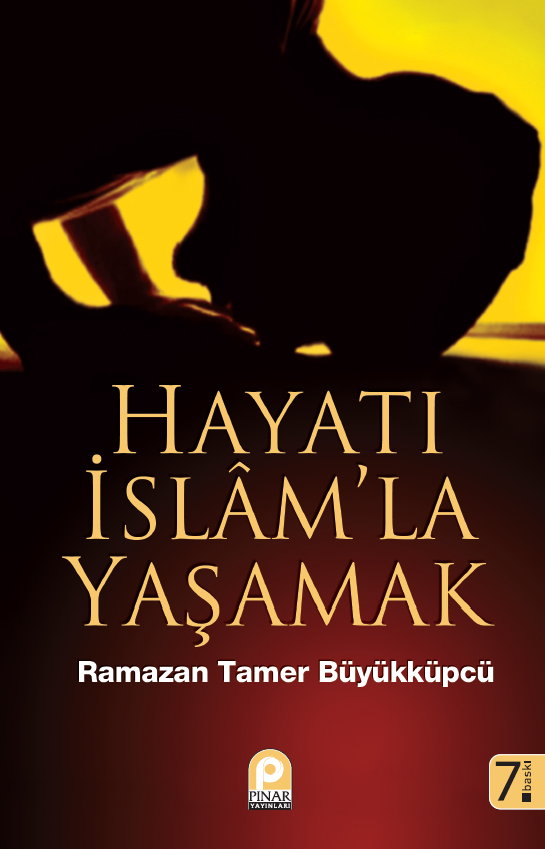 HAYATI
İSLÂM'LA
YAŞAMAK
Ramazan Tamer Büyükküpcü
PINAR
YAYINLARI
7. baskı